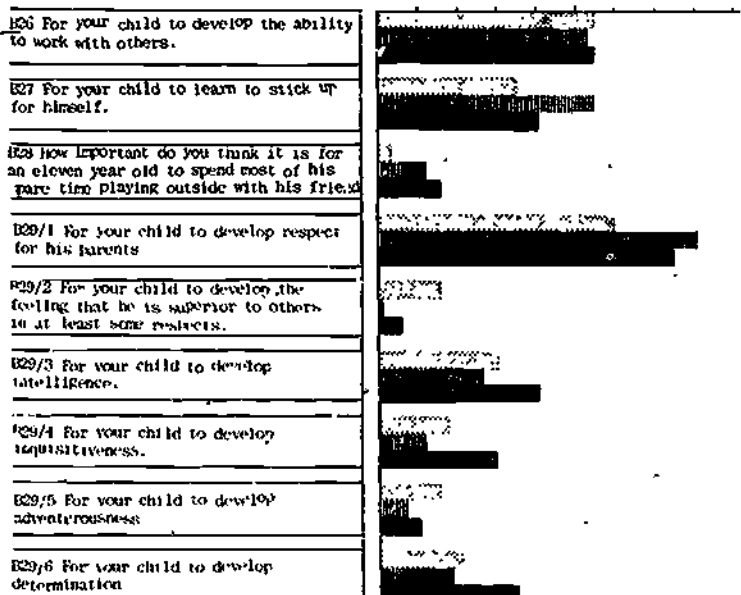 B26 For your child to develop the ability
to work with others.
B27 For your child to learn to stick up
for himself.
B28 How important do you think it is for
an eleven year old to spend most of his
pare time playing outside with his friend
B29/1 For your child to develop respect
for his parents
B29/2 For your child to develop the
feeling that he is superior to others
in at least some respects.
B29/3 For your child to develop
intelligence.
B29/4 For your child to develop
inquisitiveness.
B29/5 For your child to develop
adventerousness
B29/6 For your child to develop
determination